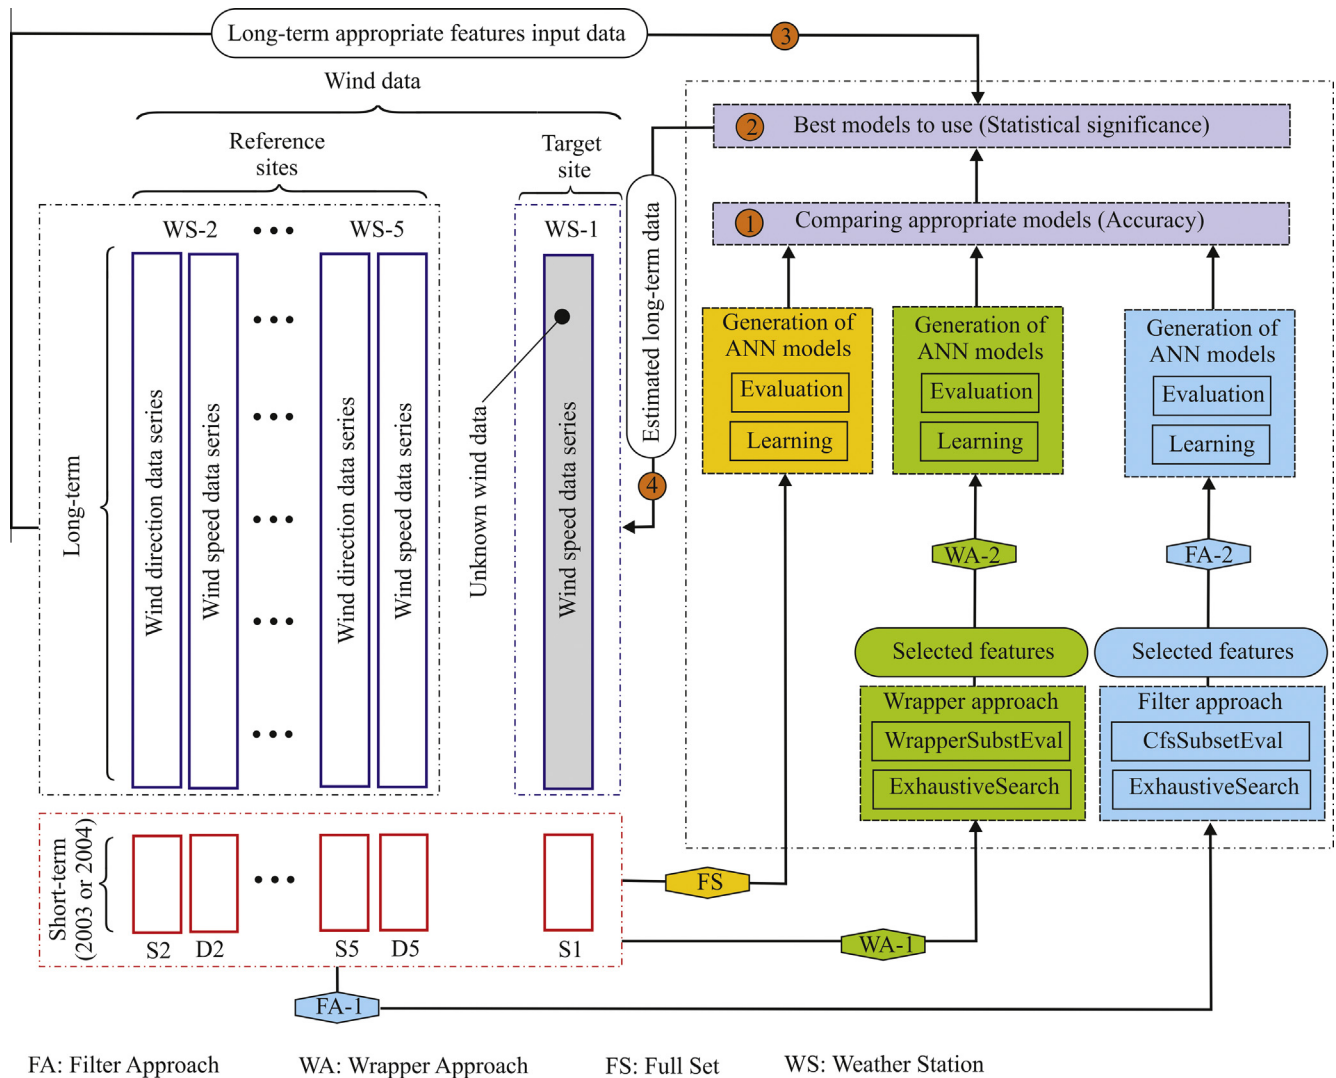 Long-term appropriate features input data
3
Wind data
Reference
sites
Target
site
WS-2
WS-5
WS-1
Long-term
Wind direction data series
Wind speed data series
Wind direction data series
Wind speed data series
Unknown wind data
Wind speed data series
Estimated long-term data
4
2
Best models to use (Statistical significance)
1
Comparing appropriate models (Accuracy)
Generation of
ANN models
Evaluation
Learning
Generation of
ANN models
Evaluation
Learning
Generation of
ANN models
Evaluation
Learning
WA-2
FA-2
Selected features
Selected features
Wrapper approach
WrapperSubstEval
ExhaustiveSearch
Filter approach
CfsSubsetEval
ExhaustiveSearch
Short-term
(2003 or 2004)
S2
D2
S5
D5
S1
FS
WA-1
FA-1
FA: Filter Approach
WA: Wrapper Approach
FS: Full Set
WS: Weather Station